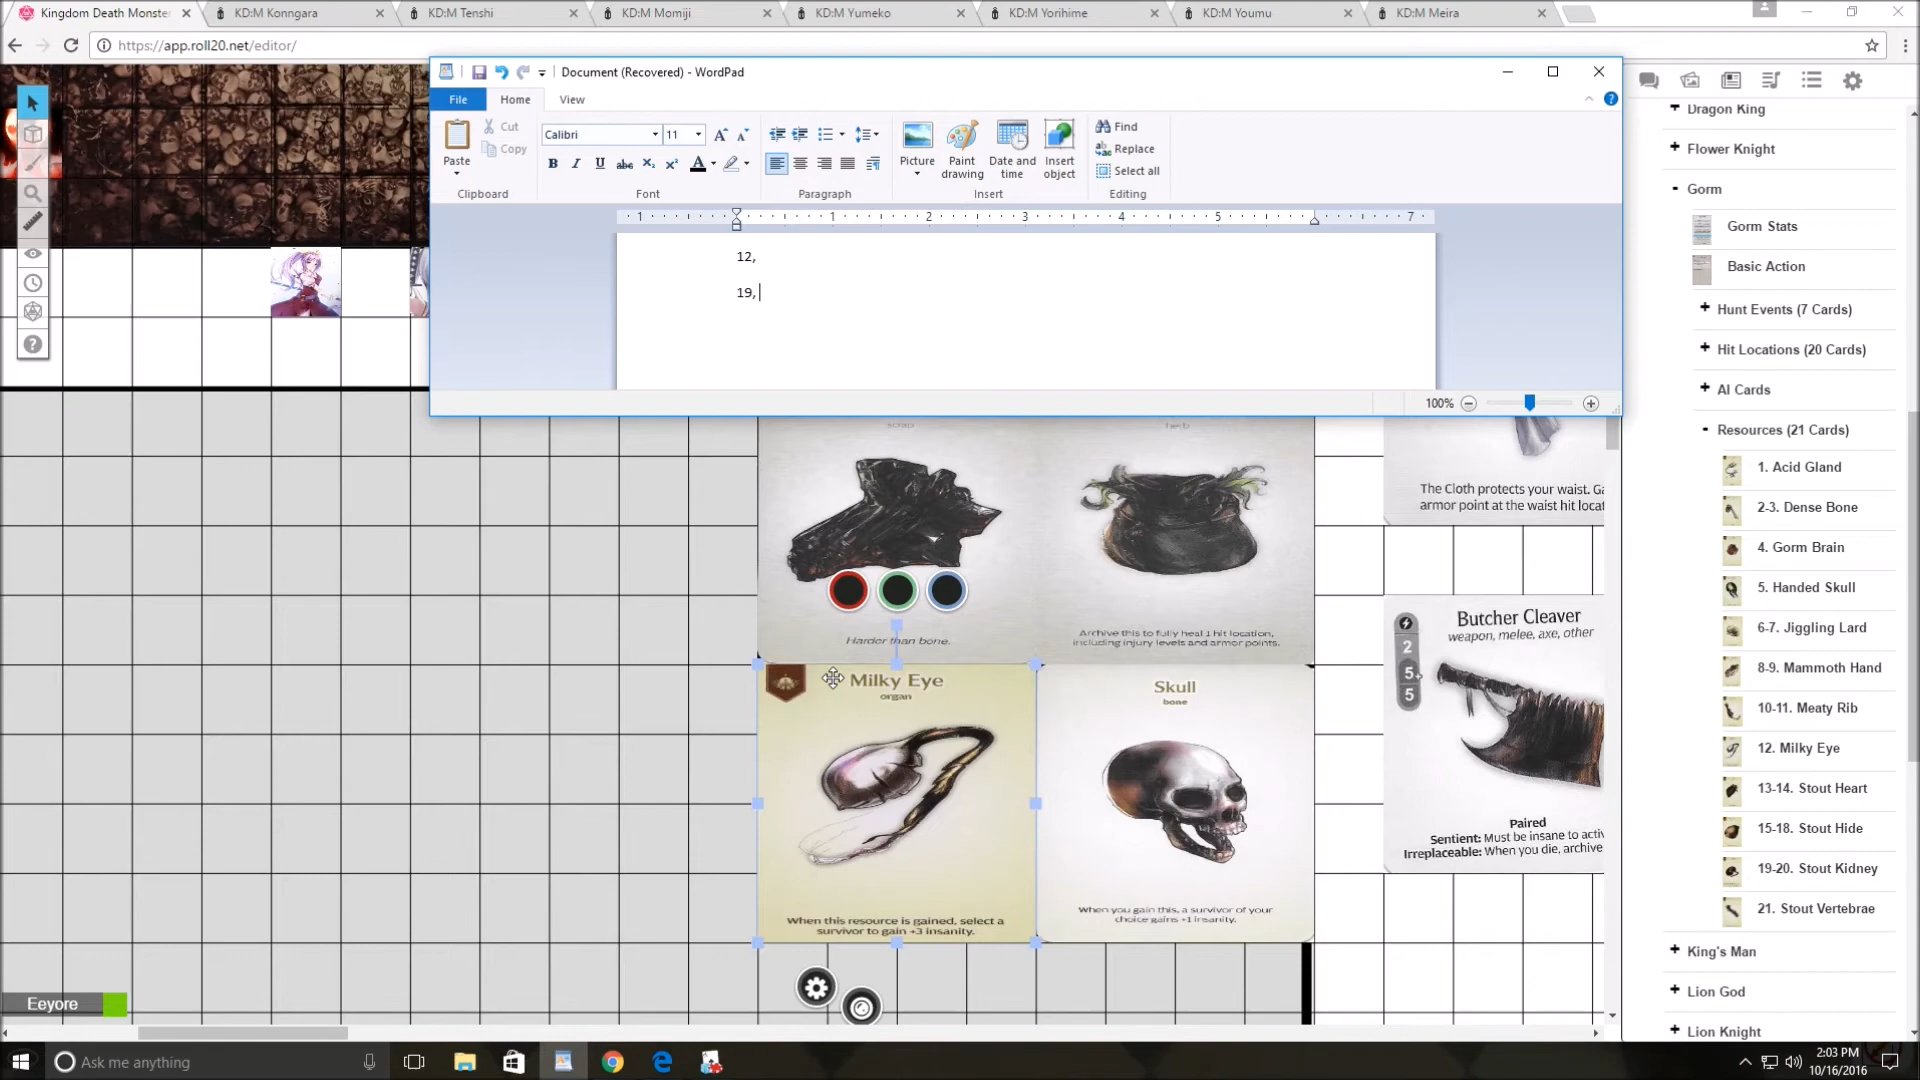 Kingdom Death Monster
KD:M Konngara
KD:M Tenshi
KD:M Momiji
KD:M Yumeko
KD:M Yorihime
KD:M Youmu
KD:M Meira
https://app.roll20.net/editor/
Document (Recovered) - WordPad
File
Home
View
Paste
Cut
Copy
Clipboard
Calibri
11
Font
Paragraph
Picture
Paint drawing
Date and time
Insert object
Insert
Find
Replace
Select all
Editing
1 1 2 3 4 5 7
12,
19,
100%
scrap
herb
Harder than bone.
Archive this to fully heal 1 hit location,
including injury levels and armor points.
Milky Eye
organ
When this resource is gained, select a
survivor to gain +3 insanity.
Skull
bone
When you gain this, a survivor of your
choice gains +1 insanity.
The Cloth protects your waist. Ga
armor point at the waist hit locat
Butcher Cleaver
weapon, melee, axe, other
2
5+
5
Paired
Sentient: Must be insane to activ
Irreplaceable: When you die, archive
Dragon King
Flower Knight
Gorm
Gorm Stats
Basic Action
Hunt Events (7 Cards)
Hit Locations (20 Cards)
AI Cards
Resources (21 Cards)
1. Acid Gland
2-3. Dense Bone
4. Gorm Brain
5. Handed Skull
6-7. Jiggling Lard
8-9. Mammoth Hand
10-11. Meaty Rib
12. Milky Eye
13-14. Stout Heart
15-18. Stout Hide
19-20. Stout Kidney
21. Stout Vertebrae
King's Man
Lion God
Lion Knight
Eeyore
Ask me anything
2:03 PM
10/16/2016